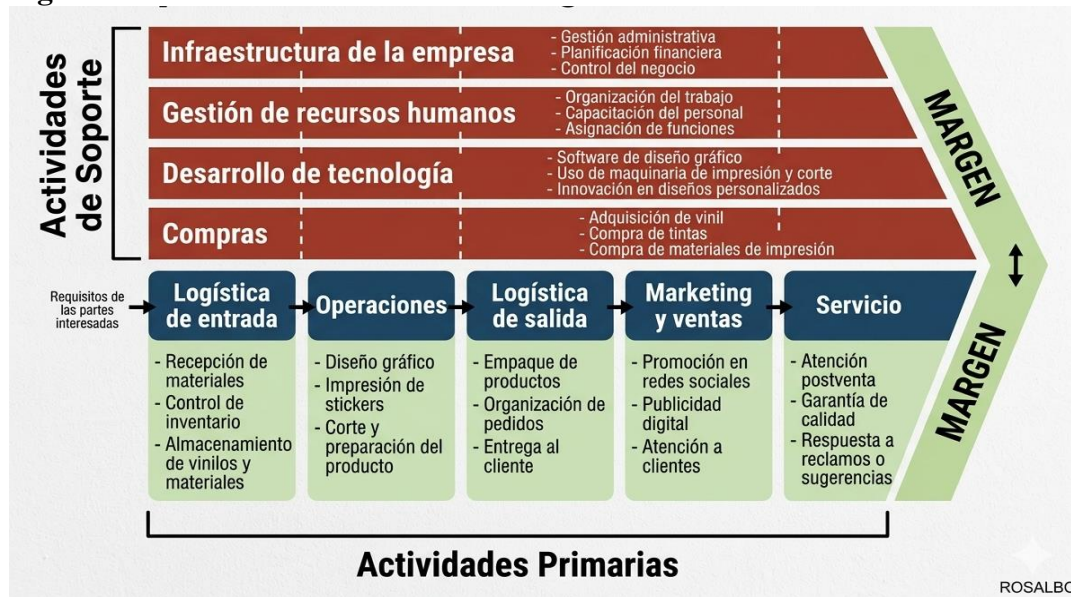 Actividades
de Soporte
Infraestructura de la empresa
- Gestión administrativa
- Planificación financiera
- Control del negocio
Gestión de recursos humanos
- Organización del trabajo
- Capacitación del personal
- Asignación de funciones
Desarrollo de tecnología
- Software de diseño gráfico
- Uso de maquinaria de impresión y corte
- Innovación en diseños personalizados
Compras
- Adquisición de vinil
- Compra de tintas
- Compra de materiales de impresión
MARGEN
MARGEN
Requisitos de
las partes
interesadas
Logística
de entrada
- Recepción de
materiales
- Control de
inventario
- Almacenamiento
de vinilos y
materiales
Operaciones
- Diseño gráfico
- Impresión de
stickers
- Corte y
preparación del
producto
Logística
de salida
- Empaque de
productos
- Organización de
pedidos
- Entrega al
cliente
Marketing
y ventas
- Promoción en
redes sociales
- Publicidad
digital
- Atención a
clientes
Servicio
- Atención
postventa
- Garantía de
calidad
- Respuesta a
reclamos o
sugerencias
Actividades Primarias